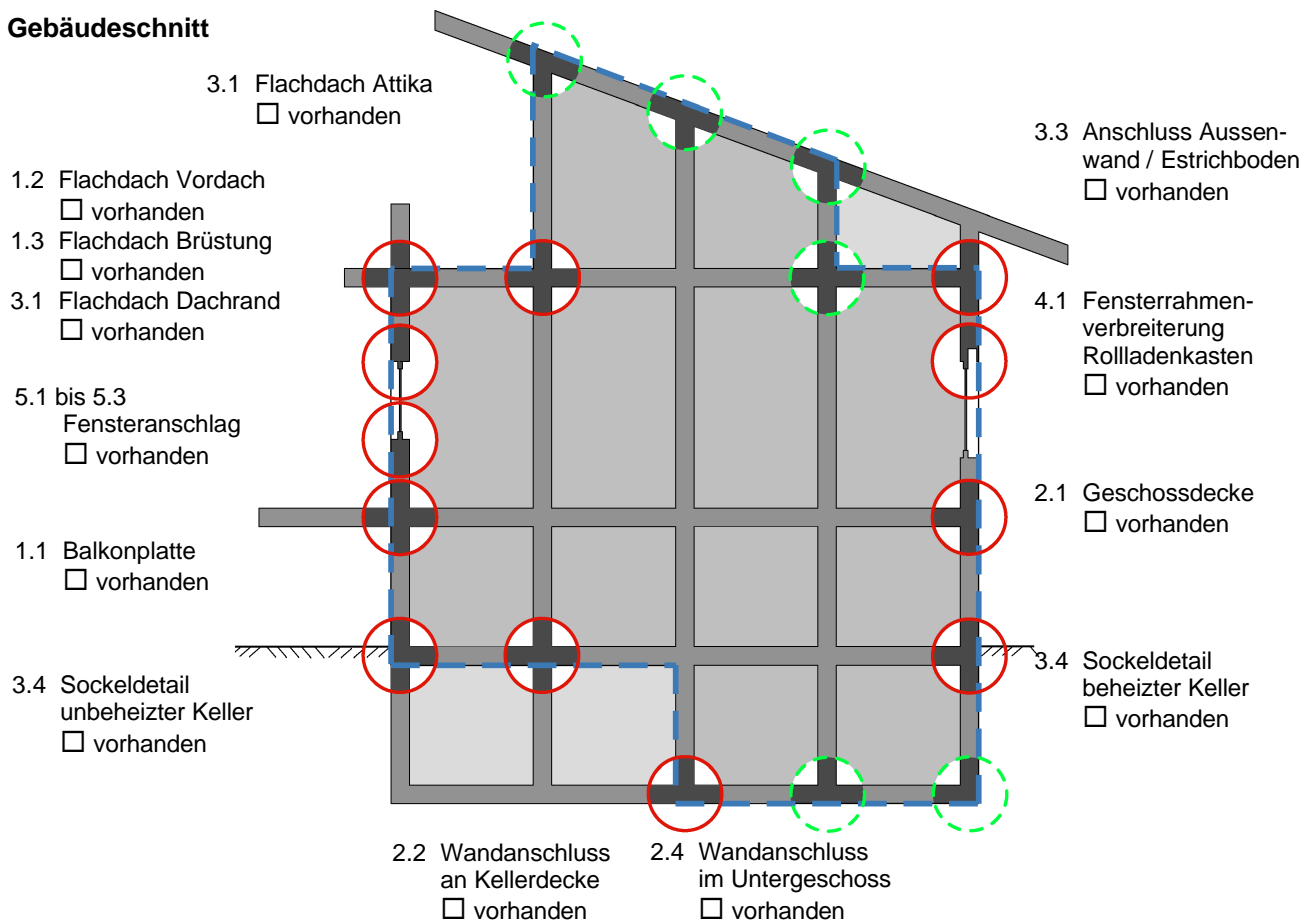 Gebäudeschnitt
3.1 Flachdach Attika
☐ vorhanden
1.2 Flachdach Vordach
☐ vorhanden
1.3 Flachdach Brüstung
☐ vorhanden
3.1 Flachdach Dachrand
☐ vorhanden
5.1 bis 5.3
Fensteranschlag
☐ vorhanden
1.1 Balkonplatte
☐ vorhanden
3.4 Sockeldetail
unbeheizter Keller
☐ vorhanden
2.2 Wandanschluss
an Kellerdecke
☐ vorhanden
2.4 Wandanschluss
im Untergeschoss
☐ vorhanden
3.3 Anschluss Aussen-
wand / Estrichboden
☐ vorhanden
4.1 Fensterrahmen-
verbreiterung
Rollladenkasten
☐ vorhanden
2.1 Geschossdecke
☐ vorhanden
3.4 Sockeldetail
beheizter Keller
☐ vorhanden